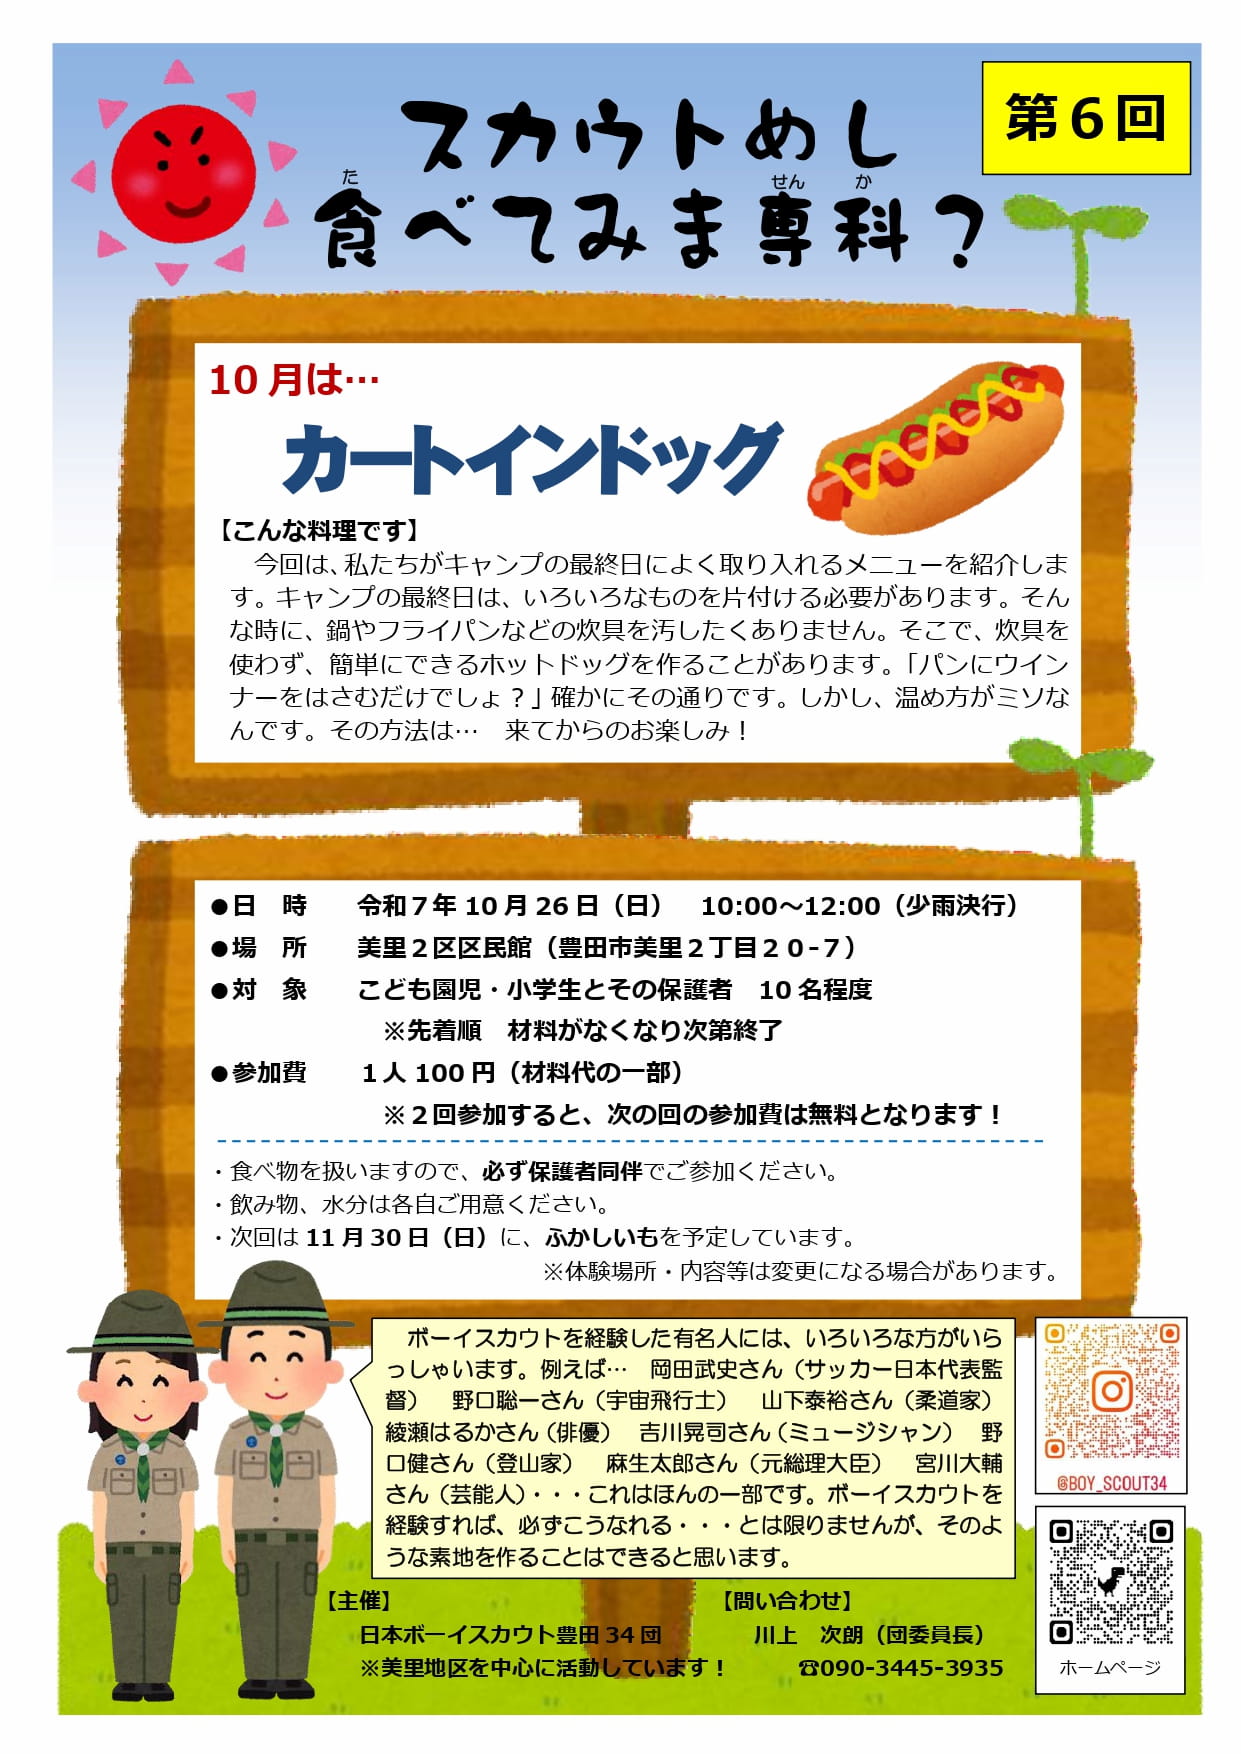 第６回
スカウトめし
た
せん か
食べてみま専科？
10 月は…
カートインドッグ
【こんな料理です】
今回は、私たちがキャンプの最終日によく取り入れるメニューを紹介しま
す。キャンプの最終日は、いろいろなものを片付ける必要があります。そん
な時に、鍋やフライパンなどの炊具を汚したくありません。そこで、炊具を
使わず、簡単にできるホットドッグを作ることがあります。「パンにウイン
ナーをはさむだけでしょ？」確かにその通りです。しかし、温め方がミソな
んです。その方法は…　来てからのお楽しみ！
●日　時　　令和７年 10 月 26 日（日）　10:00～12:00（少雨決行）
●場　所　　美里２区区民館（豊田市美里２丁目２０-７）
●対　象　　こども園児・小学生とその保護者　10 名程度
※先着順　材料がなくなり次第終了
●参加費　　１人 100 円（材料代の一部）
※２回参加すると、次の回の参加費は無料となります！
・食べ物を扱いますので、必ず保護者同伴でご参加ください。
・飲み物、水分は各自ご用意ください。
・次回は 11 月 30 日（日）に、ふかしいもを予定しています。
※体験場所・内容等は変更になる場合があります。
ボーイスカウトを経験した有名人には、いろいろな方がいら
っしゃいます。例えば…　岡田武史さん（サッカー日本代表監
督）　野口聡一さん（宇宙飛行士）　山下泰裕さん（柔道家）
綾瀬はるかさん（俳優）　吉川晃司さん（ミュージシャン）　野
口健さん（登山家）　麻生太郎さん（元総理大臣）　宮川大輔
さん（芸能人）・・・これはほんの一部です。ボーイスカウトを
経験すれば、必ずこうなれる・・・とは限りませんが、そのよ
うな素地を作ることはできると思います。
@BOY_SCOUT34
【主催】
日本ボーイスカウト豊田 34 団
※美里地区を中心に活動しています！
【問い合わせ】
川上　次朗（団委員長）
☎090-3445-3935
ホームページ